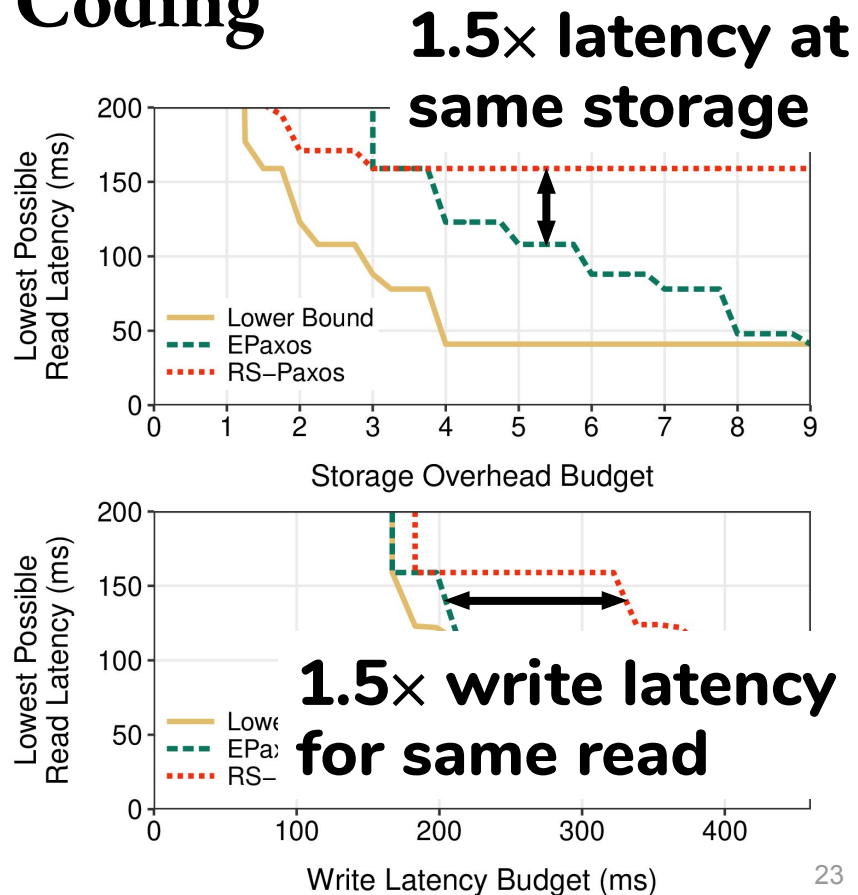 Coding
1.5× latency at
same storage
Lowest Possible
Read Latency (ms)
200
150
100
50
0
Lower Bound
EPaxos
RS−Paxos
0 1 2 3 4 5 6 7 8 9
Storage Overhead Budget
Lowest Possible
Read Latency (ms)
200
150
100
50
0
1.5× write latency
for same read
Lowe
EPax
RS−
0 100 200 300 400
Write Latency Budget (ms)
23